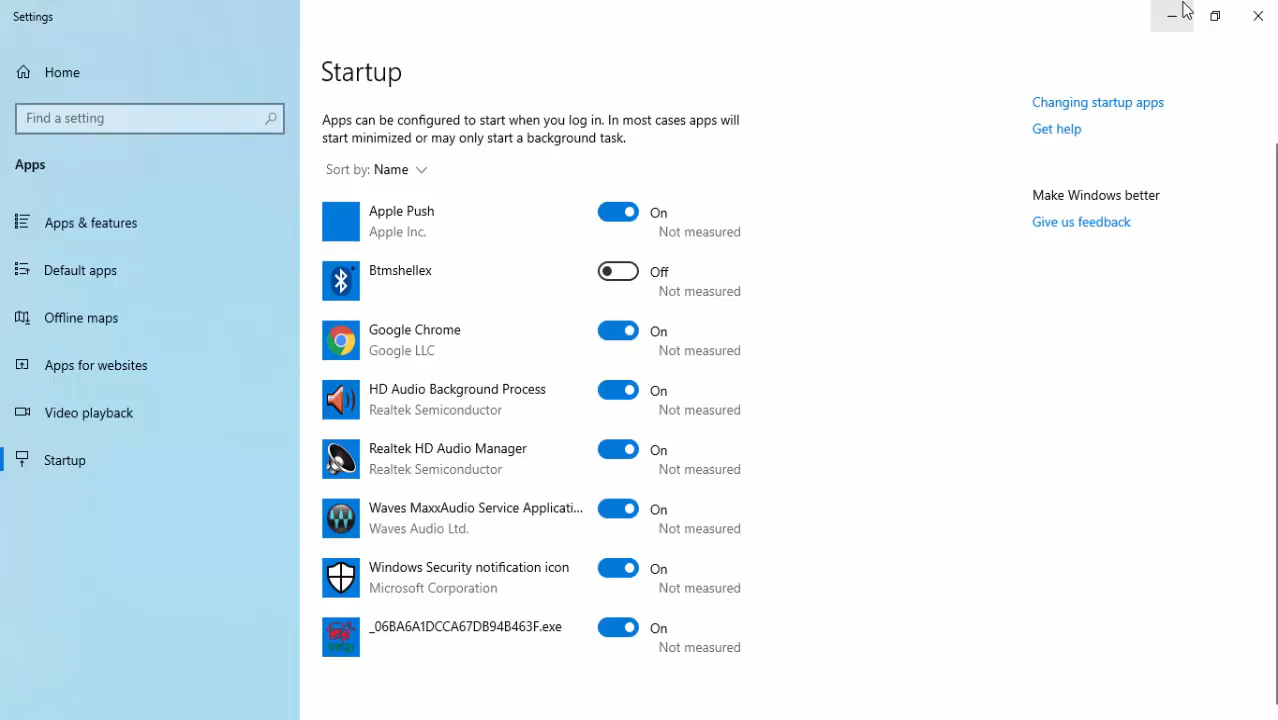 Settings
Home
Find a setting
Apps
Apps & features
Default apps
Offline maps
Apps for websites
Video playback
Startup
Startup
Apps can be configured to start when you log in. In most cases apps will
start minimized or may only start a background task.
Sort by: Name
Apple Push
On
Apple Inc.
Not measured
Btmshellex
Off
Not measured
Google Chrome
On
Google LLC
Not measured
HD Audio Background Process
On
Realtek Semiconductor
Not measured
Realtek HD Audio Manager
On
Realtek Semiconductor
Not measured
Waves MaxxAudio Service Applicati...
On
Waves Audio Ltd.
Not measured
Windows Security notification icon
On
Microsoft Corporation
Not measured
_06BA6A1DCCA67DB94B463F.exe
On
Not measured
Changing startup apps
Get help
Make Windows better
Give us feedback